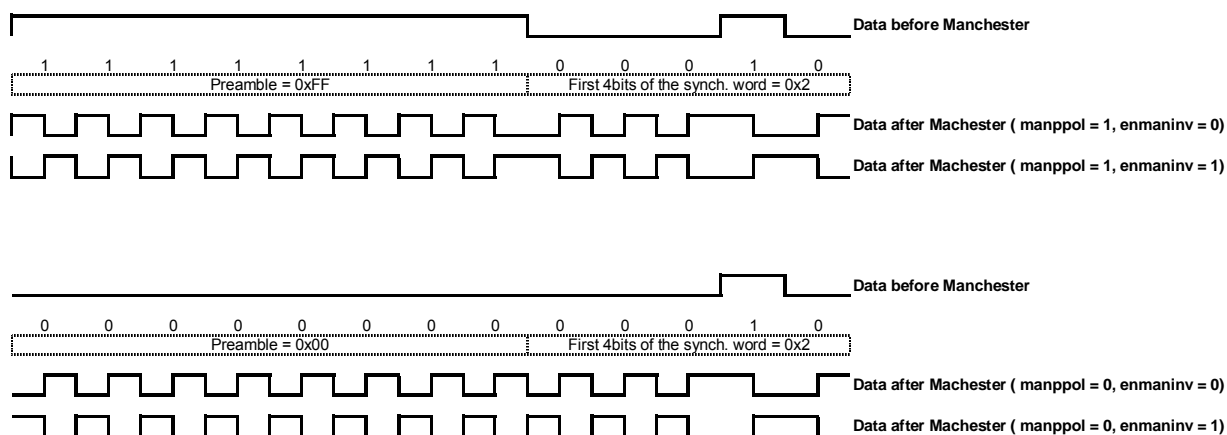 Data before Manchester
1 1 1 1 1 1 1 1 0 0 0 1 0
Preamble = 0xFF First 4bits of the synch. word = 0x2
Data after Machester ( manppol = 1, enmaninv = 0)
Data after Machester ( manppol = 1, enmaninv = 1)
Data before Manchester
0 0 0 0 0 0 0 0 0 0 0 1 0
Preamble = 0x00 First 4bits of the synch. word = 0x2
Data after Machester ( manppol = 0, enmaninv = 0)
Data after Machester ( manppol = 0, enmaninv = 1)